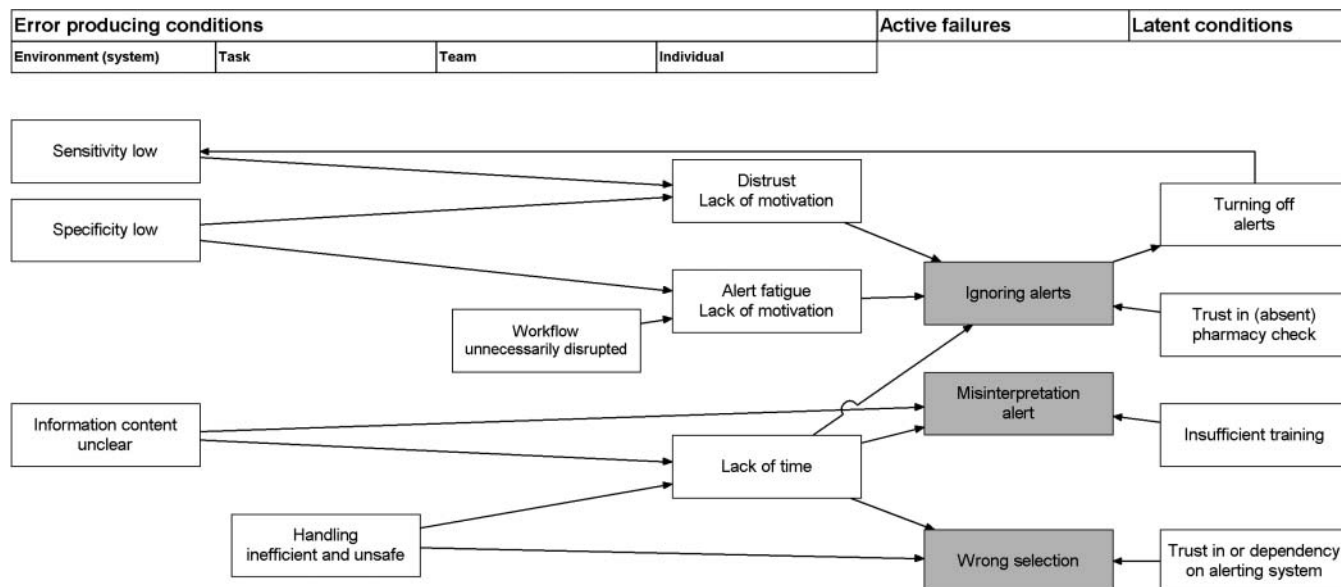 Error producing conditions
Active failures
Latent conditions
Environment (system)
Task
Team
Individual
Sensitivity low
Distrust
Lack of motivation
Turning off
alerts
Specificity low
Alert fatigue
Lack of motivation
Ignoring alerts
Workflow
unnecessarily disrupted
Trust in (absent)
pharmacy check
Misinterpretation
alert
Information content
unclear
Insufficient training
Lack of time
Handling
inefficient and unsafe
Wrong selection
Trust in or dependency
on alerting system